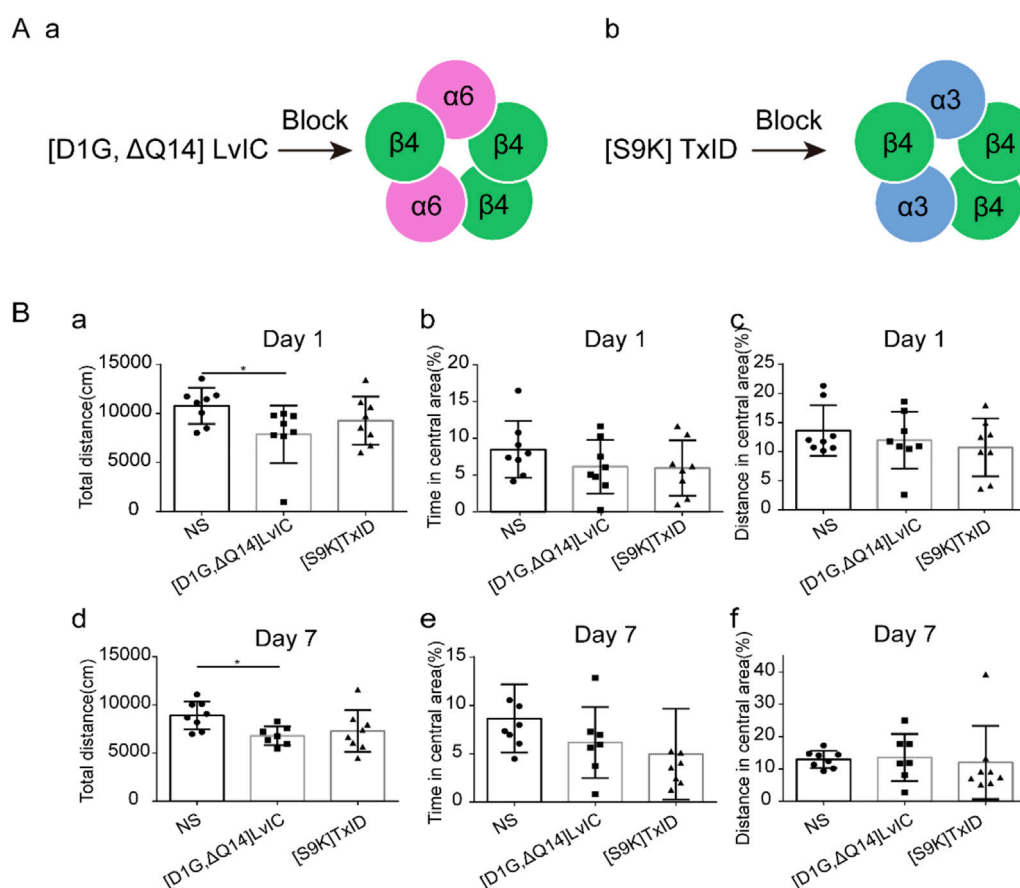 A a
[D1G, ΔQ14] LvIC
Block
α6
β4
β4
α6
β4
b
[S9K] TxID
Block
α3
β4
β4
α3
β4
B
a
Day 1
Total distance(cm)
15000
10000
5000
0
*
NS
[D1G,ΔQ14]LvIC
[S9K]TxID
b
Day 1
Time in central area(%)
20
15
10
5
0
NS
[D1G,ΔQ14]LvIC
[S9K]TxID
c
Day 1
Distance in central area(%)
25
20
15
10
5
0
NS
[D1G,ΔQ14]LvIC
[S9K]TxID
d
Day 7
Total distance(cm)
15000
10000
5000
0
*
NS
[D1G,ΔQ14]LvIC
[S9K]TxID
e
Day 7
Time in central area(%)
15
10
5
0
NS
[D1G,ΔQ14]LvIC
[S9K]TxID
f
Day 7
Distance in central area(%)
40
30
20
10
0
NS
[D1G,ΔQ14]LvIC
[S9K]TxID